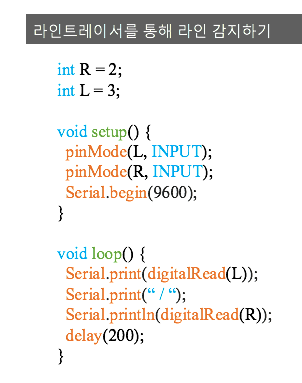 라인트레이서를 통해 라인 감지하기
int R = 2;
int L = 3;
void setup() {
pinMode(L, INPUT);
pinMode(R, INPUT);
Serial.begin(9600);
}
void loop() {
Serial.print(digitalRead(L));
Serial.print(“ / “);
Serial.println(digitalRead(R));
delay(200);
}